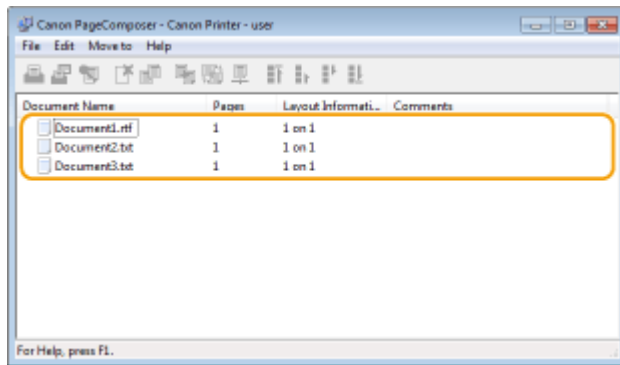 Canon PageComposer - Canon Printer - user
File Edit Move to Help
Document Name Pages Layout Informati... Comments
Document1.rtf 1 1 on 1
Document2.txt 1 1 on 1
Document3.txt 1 1 on 1
For Help, press F1.